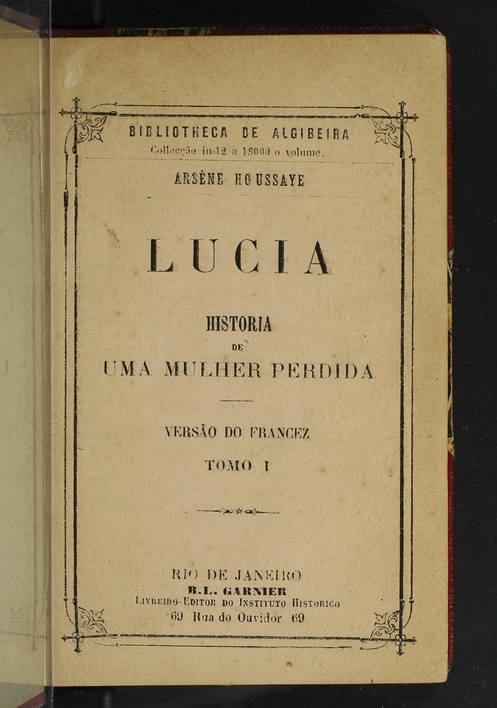 BIBLIOTHECA DE ALGIBEIRA
Collecção in-12 a 1$000 o volume.
ARSÈNE HOUSSAYE
LUCIA
HISTORIA
DE
UMA MULHER PERDIDA
VERSÃO DO FRANCEZ
TOMO I
RIO DE JANEIRO
B. L. GARNIER
LIVREIRO-EDITOR DO INSTITUTO HISTORICO
69 Rua do Ouvidor 69